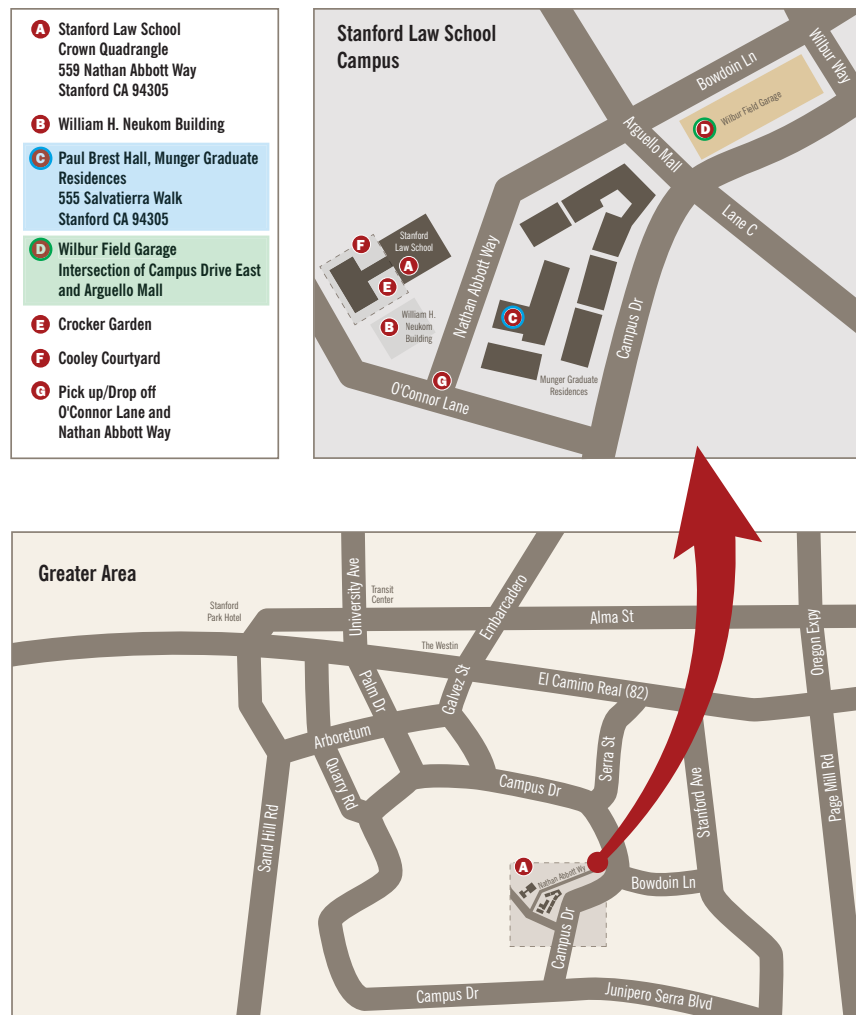 A Stanford Law School
Crown Quadrangle
559 Nathan Abbott Way
Stanford CA 94305
B William H. Neukom Building
C Paul Brest Hall, Munger Graduate
Residences
555 Salvatierra Walk
Stanford CA 94305
D Wilbur Field Garage
Intersection of Campus Drive East
and Arguello Mall
E Crocker Garden
F Cooley Courtyard
G Pick up/Drop off
O'Connor Lane and
Nathan Abbott Way
Stanford Law School
Campus
Wilbur Way
Bowdoin Ln
Wilbur Field Garage
D
Arguello Mall
Lane C
Stanford
Law School
F
A
E
B
William H.
Neukom
Building
Nathan Abbott Way
C
Campus Dr
Munger Graduate
Residences
G
O'Connor Lane
Greater Area
Stanford
Park Hotel
University Ave
Transit
Center
Embarcadero
Alma St
Oregon Expy
The Westin
El Camino Real (82)
Palm Dr
Galvez St
Arboretum
Quarry Rd
Serra St
Campus Dr
Sand Hill Rd
Stanford Ave
Page Mill Rd
A
Nathan Abbott Wy
Bowdoin Ln
Campus Dr
Campus Dr
Junipero Serra Blvd